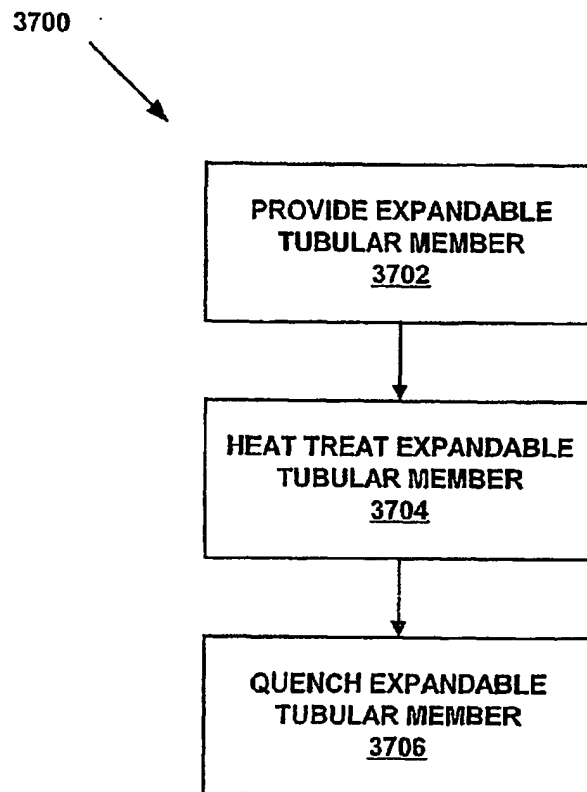 3700
PROVIDE EXPANDABLE
TUBULAR MEMBER
3702
HEAT TREAT EXPANDABLE
TUBULAR MEMBER
3704
QUENCH EXPANDABLE
TUBULAR MEMBER
3706